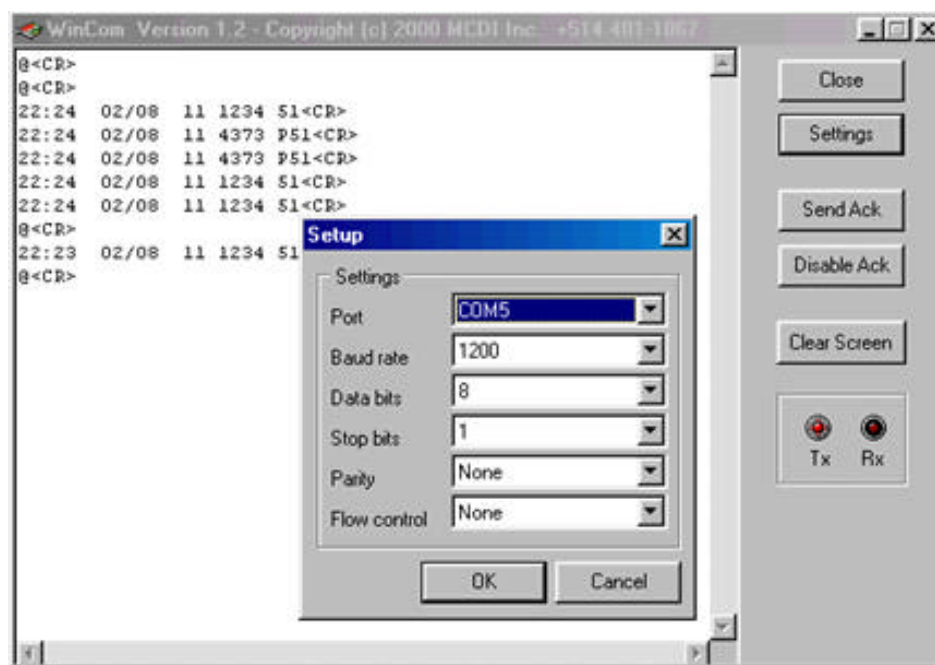 WinCom Version 1.2 - Copyright (c) 2000 MCDI Inc. +514 481-1067
@<CR>
@<CR>
22:24 02/08 11 1234 51<CR>
22:24 02/08 11 4373 P51<CR>
22:24 02/08 11 4373 P51<CR>
22:24 02/08 11 1234 51<CR>
22:24 02/08 11 1234 51<CR>
@<CR>
22:23 02/08 11 1234 51
@<CR>
Close
Settings
Send Ack
Disable Ack
Clear Screen
Tx Rx
Setup
Settings
Port COM5
Baud rate 1200
Data bits 8
Stop bits 1
Parity None
Flow control None
OK Cancel